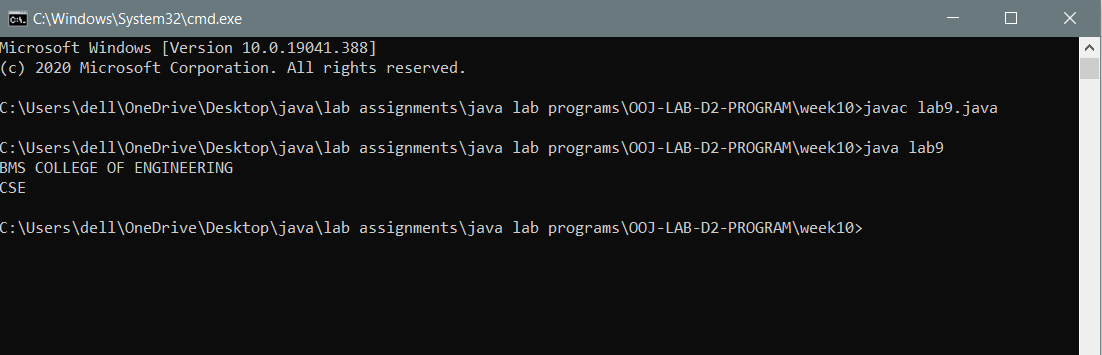 C:\Windows\System32\cmd.exe
Microsoft Windows [Version 10.0.19041.388]
(c) 2020 Microsoft Corporation. All rights reserved.
C:\Users\dell\OneDrive\Desktop\java\lab assignments\java lab programs\OOJ-LAB-D2-PROGRAM\week10>javac lab9.java
C:\Users\dell\OneDrive\Desktop\java\lab assignments\java lab programs\OOJ-LAB-D2-PROGRAM\week10>java lab9
BMS COLLEGE OF ENGINEERING
CSE
C:\Users\dell\OneDrive\Desktop\java\lab assignments\java lab programs\OOJ-LAB-D2-PROGRAM\week10>